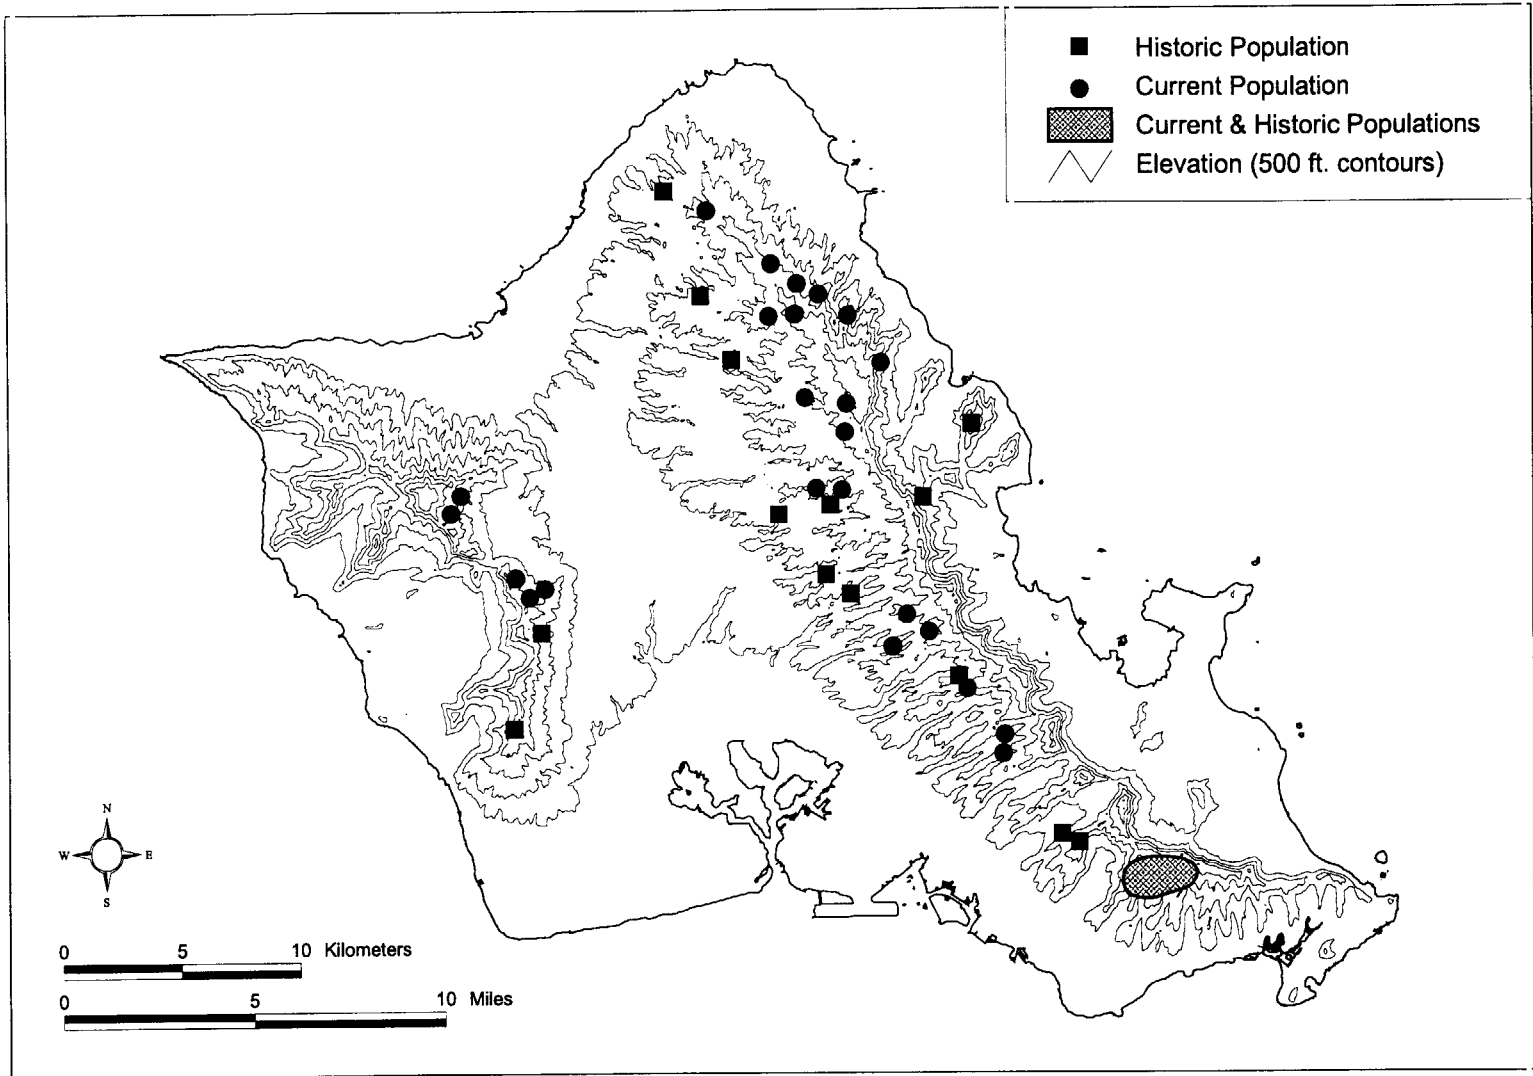 Historic Population
Current Population
Current & Historic Populations
Elevation (500 ft. contours)
N
W E
S
0 5 10 Kilometers
0 5 10 Miles